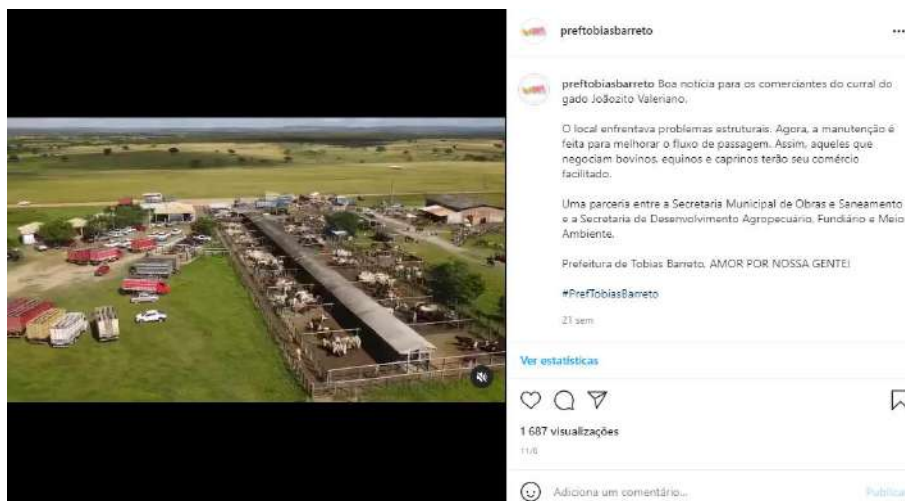 preftobiasbarreto
preftobiasbarreto Boa notícia para os comerciantes do curral do
gado Joãozito Valeriano.
O local enfrentava problemas estruturais. Agora, a manutenção é
feita para melhorar o fluxo de passagem. Assim, aqueles que
negociam bovinos, equinos e caprinos terão seu comércio
facilitado.
Uma parceria entre a Secretaria Municipal de Obras e Saneamento
e a Secretaria de Desenvolvimento Agropecuário, Fundiário e Meio
Ambiente.
Prefeitura de Tobias Barreto, AMOR POR NOSSA GENTE!
#PrefTobiasBarreto
21 sem
Ver estatísticas
1 687 visualizações
11/6
Adiciona um comentário...
Publicar